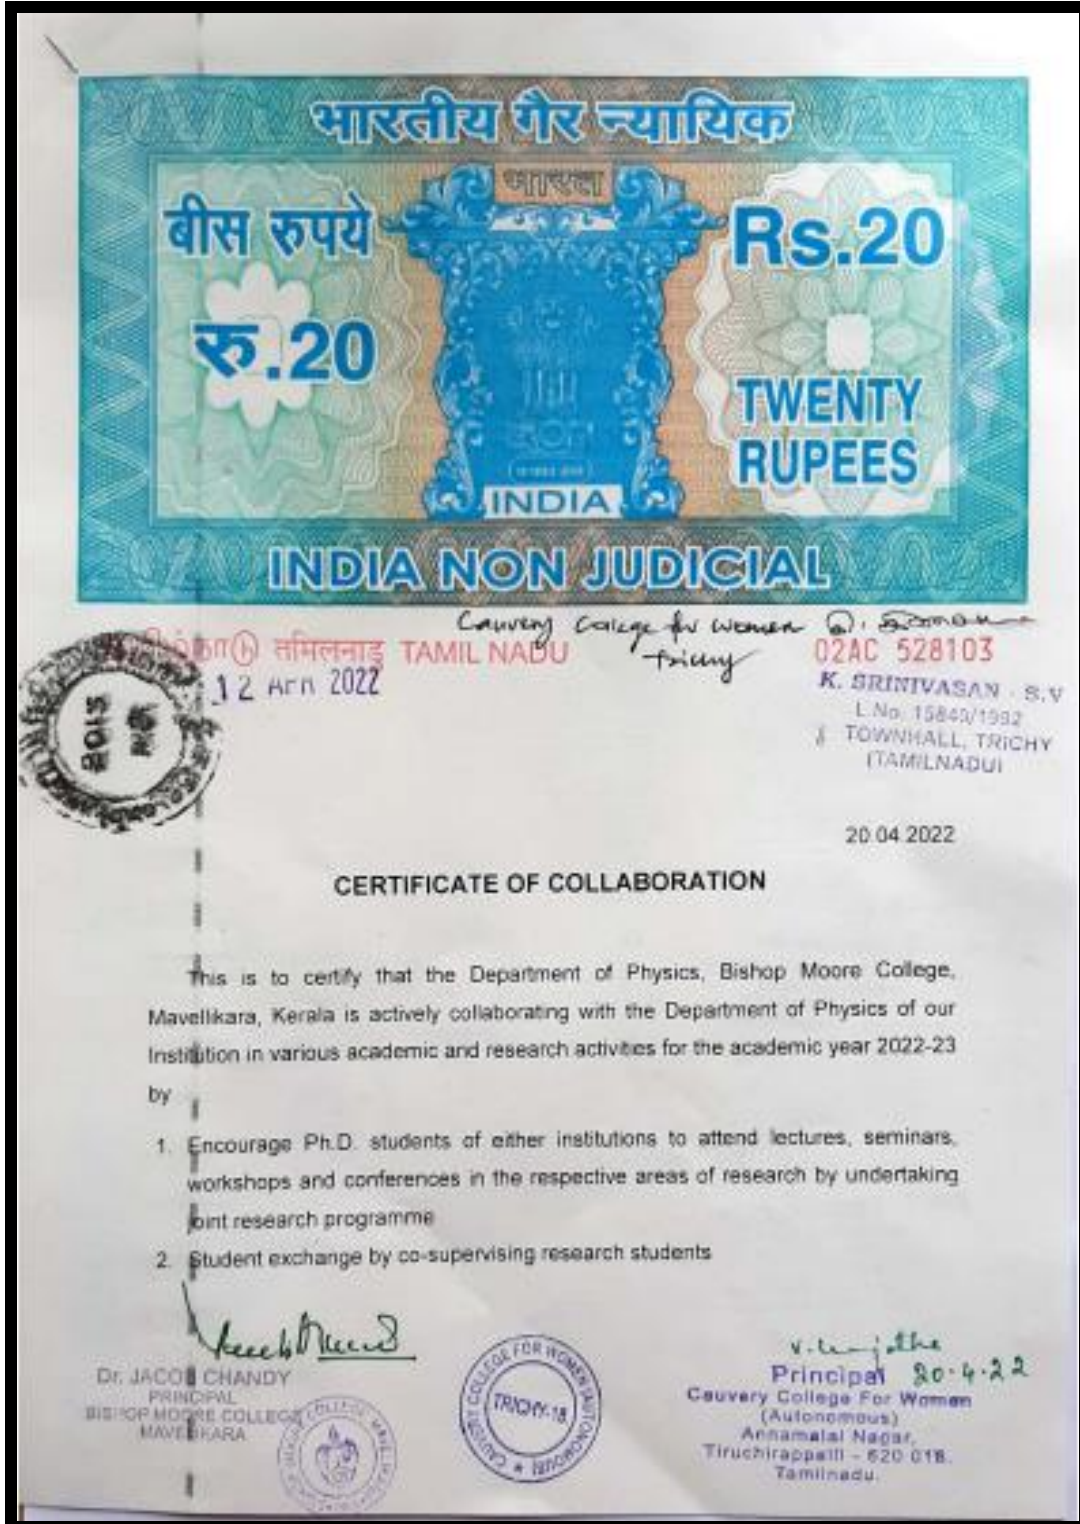 भारतीय गैर न्यायिक
भारत
बीस रुपये
रु.20
Rs.20
TWENTY
RUPEES
INDIA
INDIA NON JUDICIAL
Cauvery College for women
Trichy
तमिलनाडु TAMIL NADU
02AC 528103
12 APR 2022
K. SRINIVASAN - S.V
L.No. 15840/1992
TOWNHALL, TRICHY
(TAMILNADU)
20.04.2022
CERTIFICATE OF COLLABORATION
This is to certify that the Department of Physics, Bishop Moore College,
Mavellikara, Kerala is actively collaborating with the Department of Physics of our
Institution in various academic and research activities for the academic year 2022-23
by
1. Encourage Ph.D. students of either institutions to attend lectures, seminars,
workshops and conferences in the respective areas of research by undertaking
joint research programme
2. Student exchange by co-supervising research students
Dr. JACOB CHANDY
PRINCIPAL
BISHOP MOORE COLLEGE
MAVELIKARA
CAUVERY COLLEGE FOR WOMEN (AUTONOMOUS)
TRICHY-18
Principal 20.4.22
Cauvery College For Women
(Autonomous)
Annamalai Nagar,
Tiruchirappalli - 620 018.
Tamilnadu.